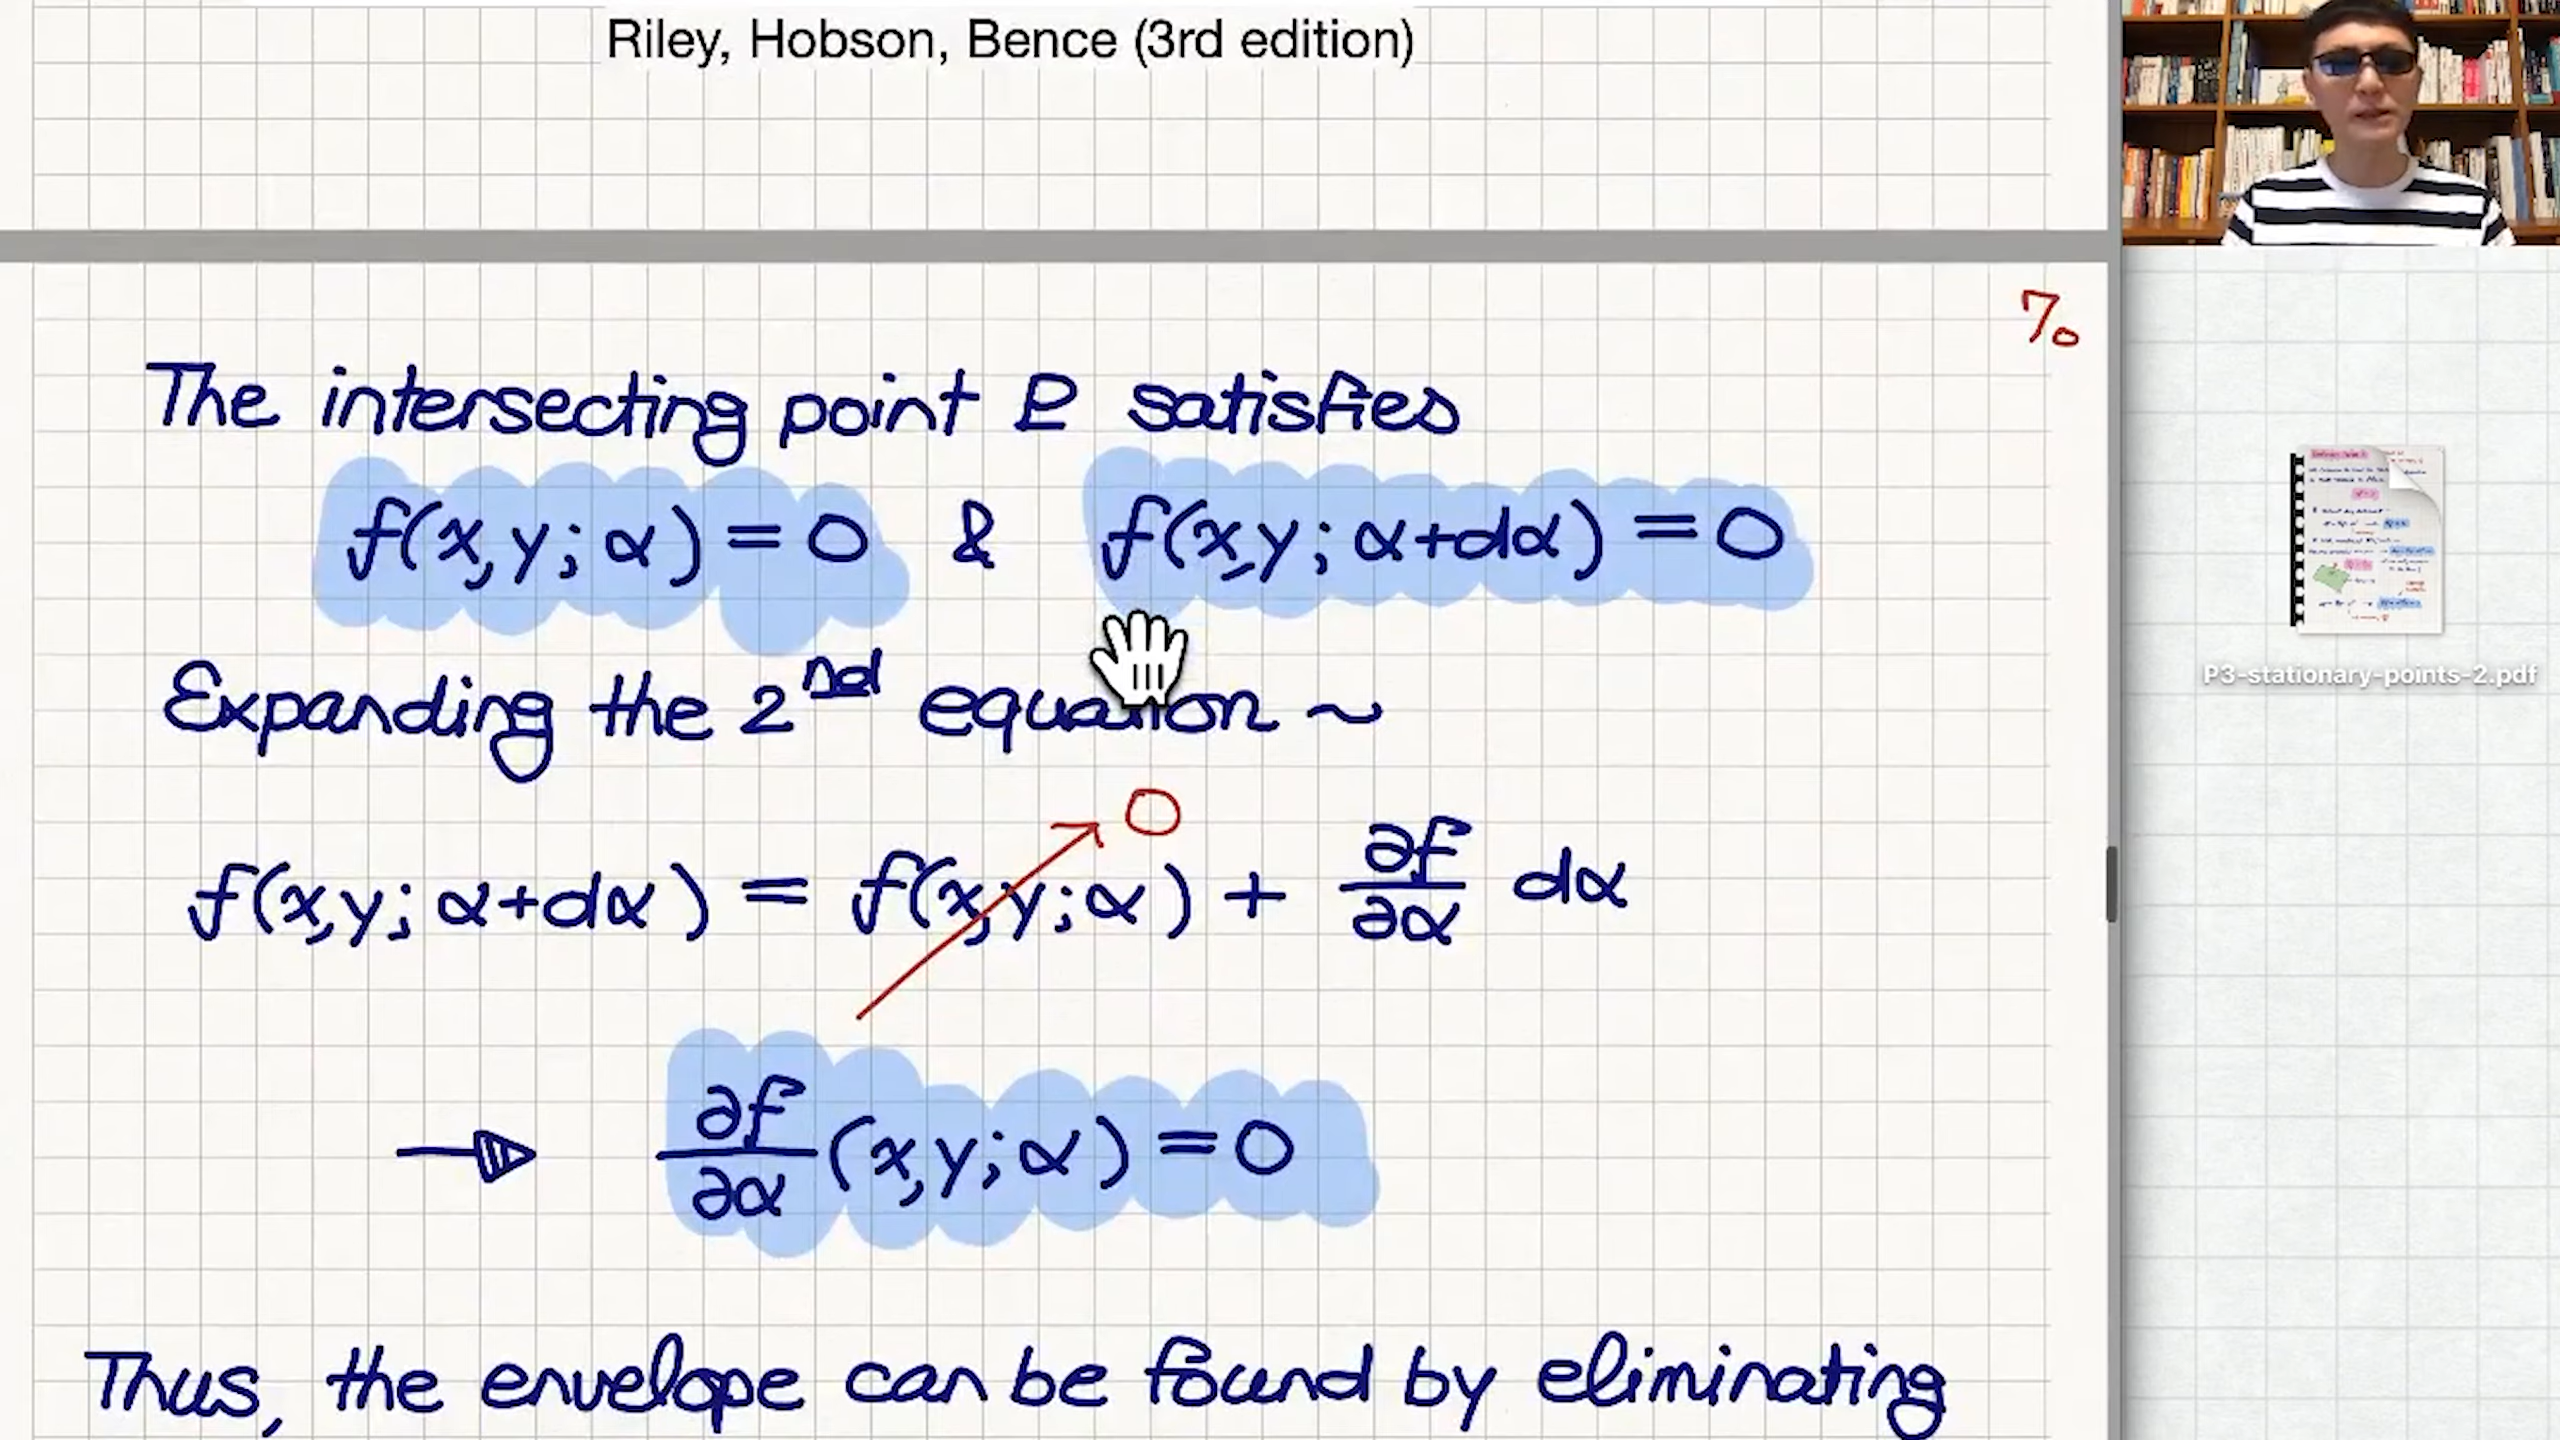 Riley, Hobson, Bence (3rd edition)
7.
The intersecting point P satisfies
f(x,y; α) = 0 & f(x,y; α+dα) = 0
Expanding the 2nd equation ~
0
f(x,y; α+dα) = f(x,y; α) + ∂f/∂α dα
∂f/∂α (x,y; α) = 0
Thus, the envelope can be found by eliminating
P3-stationary-points-2.pdf